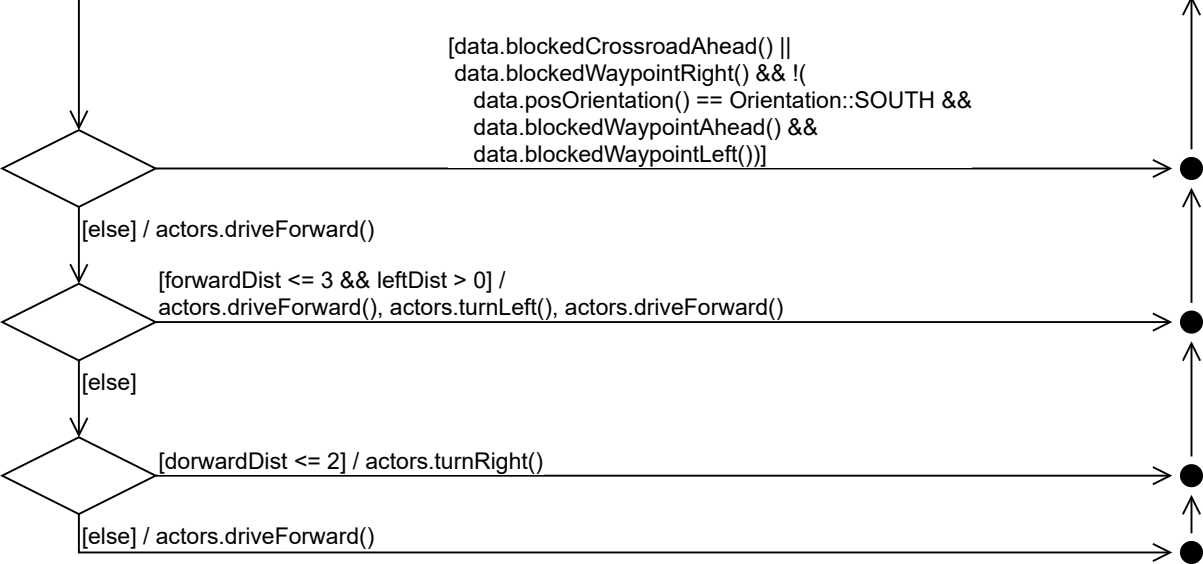 [data.blockedCrossroadAhead() ||
data.blockedWaypointRight() && !(
data.posOrientation() == Orientation::SOUTH &&
data.blockedWaypointAhead() &&
data.blockedWaypointLeft())]
[else] / actors.driveForward()
[forwardDist <= 3 && leftDist > 0] /
actors.driveForward(), actors.turnLeft(), actors.driveForward()
[else]
[dorwardDist <= 2] / actors.turnRight()
[else] / actors.driveForward()